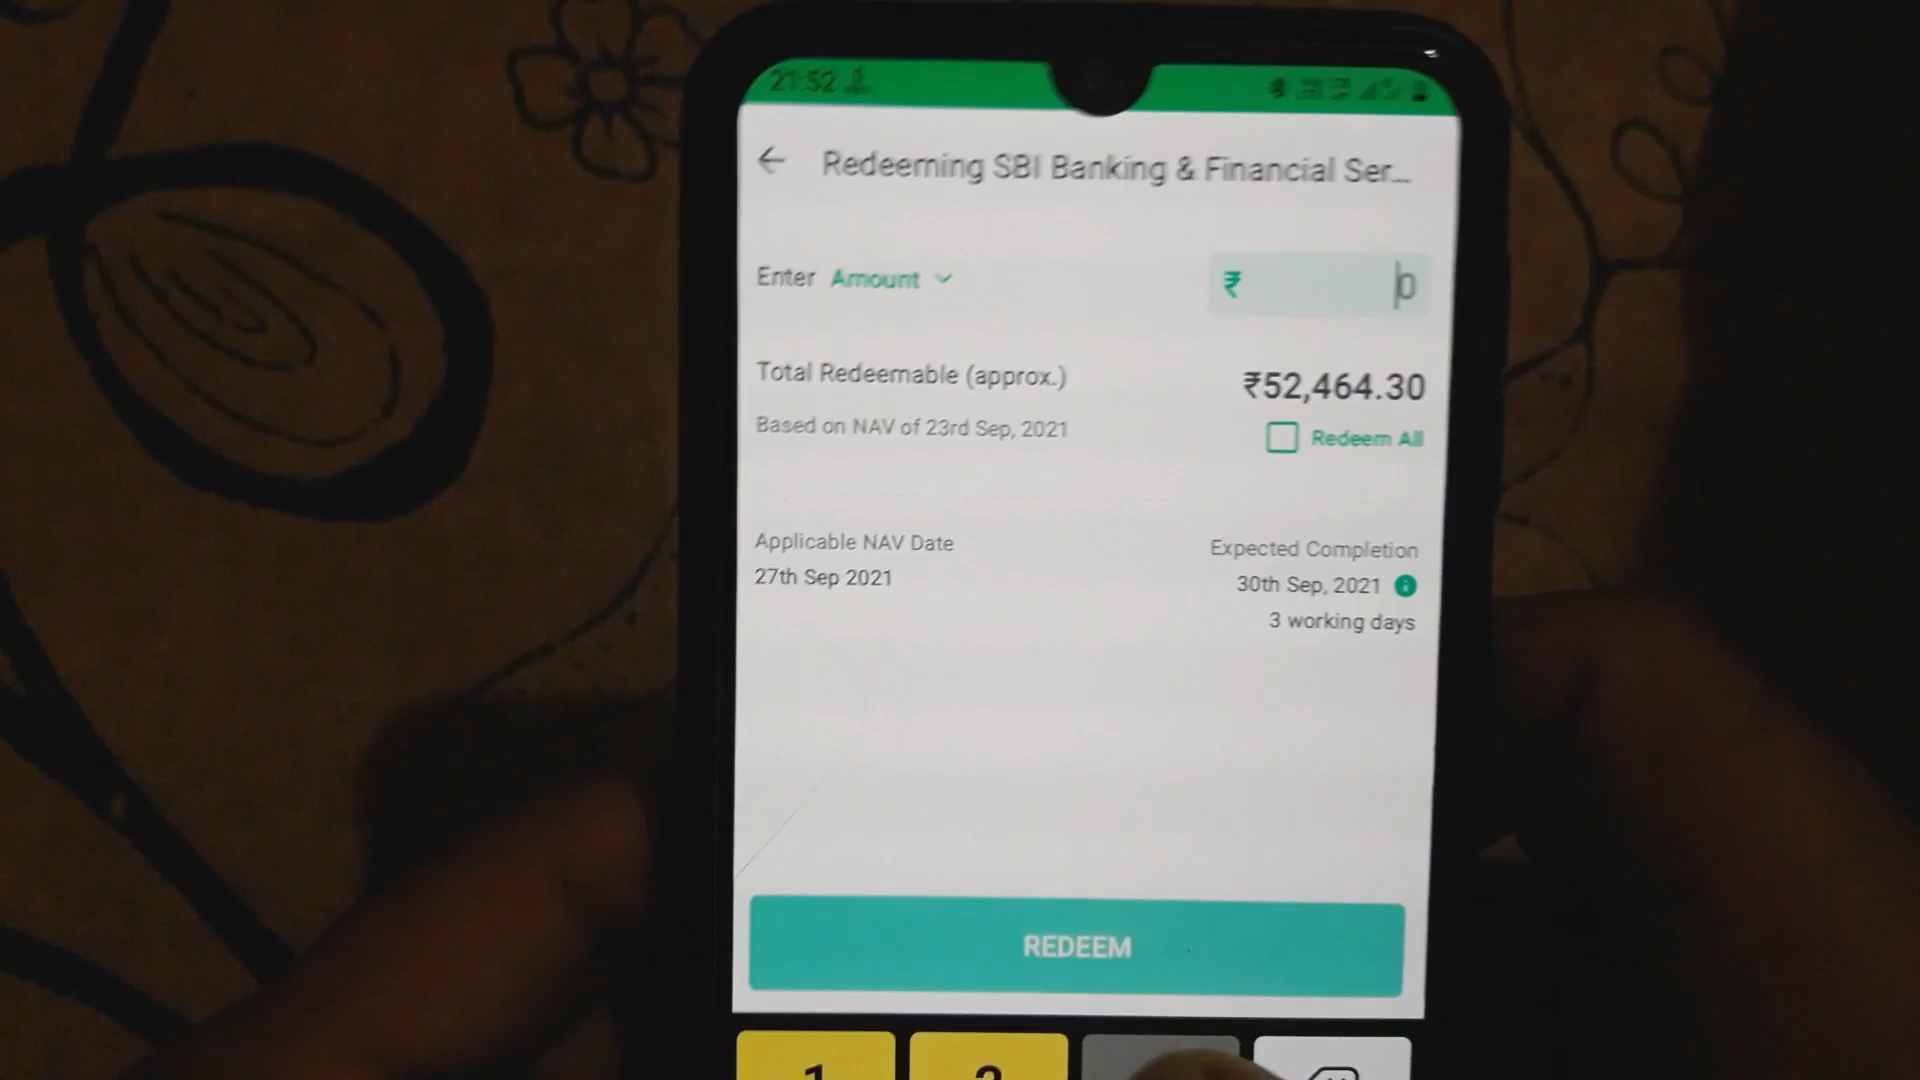 21:52
Redeeming SBI Banking & Financial Ser...
Enter Amount
₹ 0
Total Redeemable (approx.)
₹52,464.30
Based on NAV of 23rd Sep, 2021
Redeem All
Applicable NAV Date
27th Sep 2021
Expected Completion
30th Sep, 2021
3 working days
REDEEM
1 2